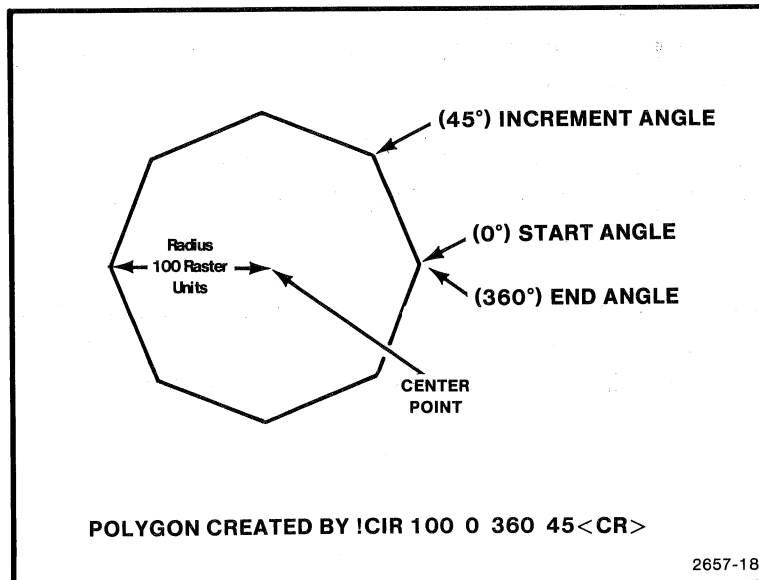 (45°) INCREMENT ANGLE
(0°) START ANGLE
Radius
100 Raster
Units
(360°) END ANGLE
CENTER
POINT
POLYGON CREATED BY !CIR 100 0 360 45<CR>
2657-18